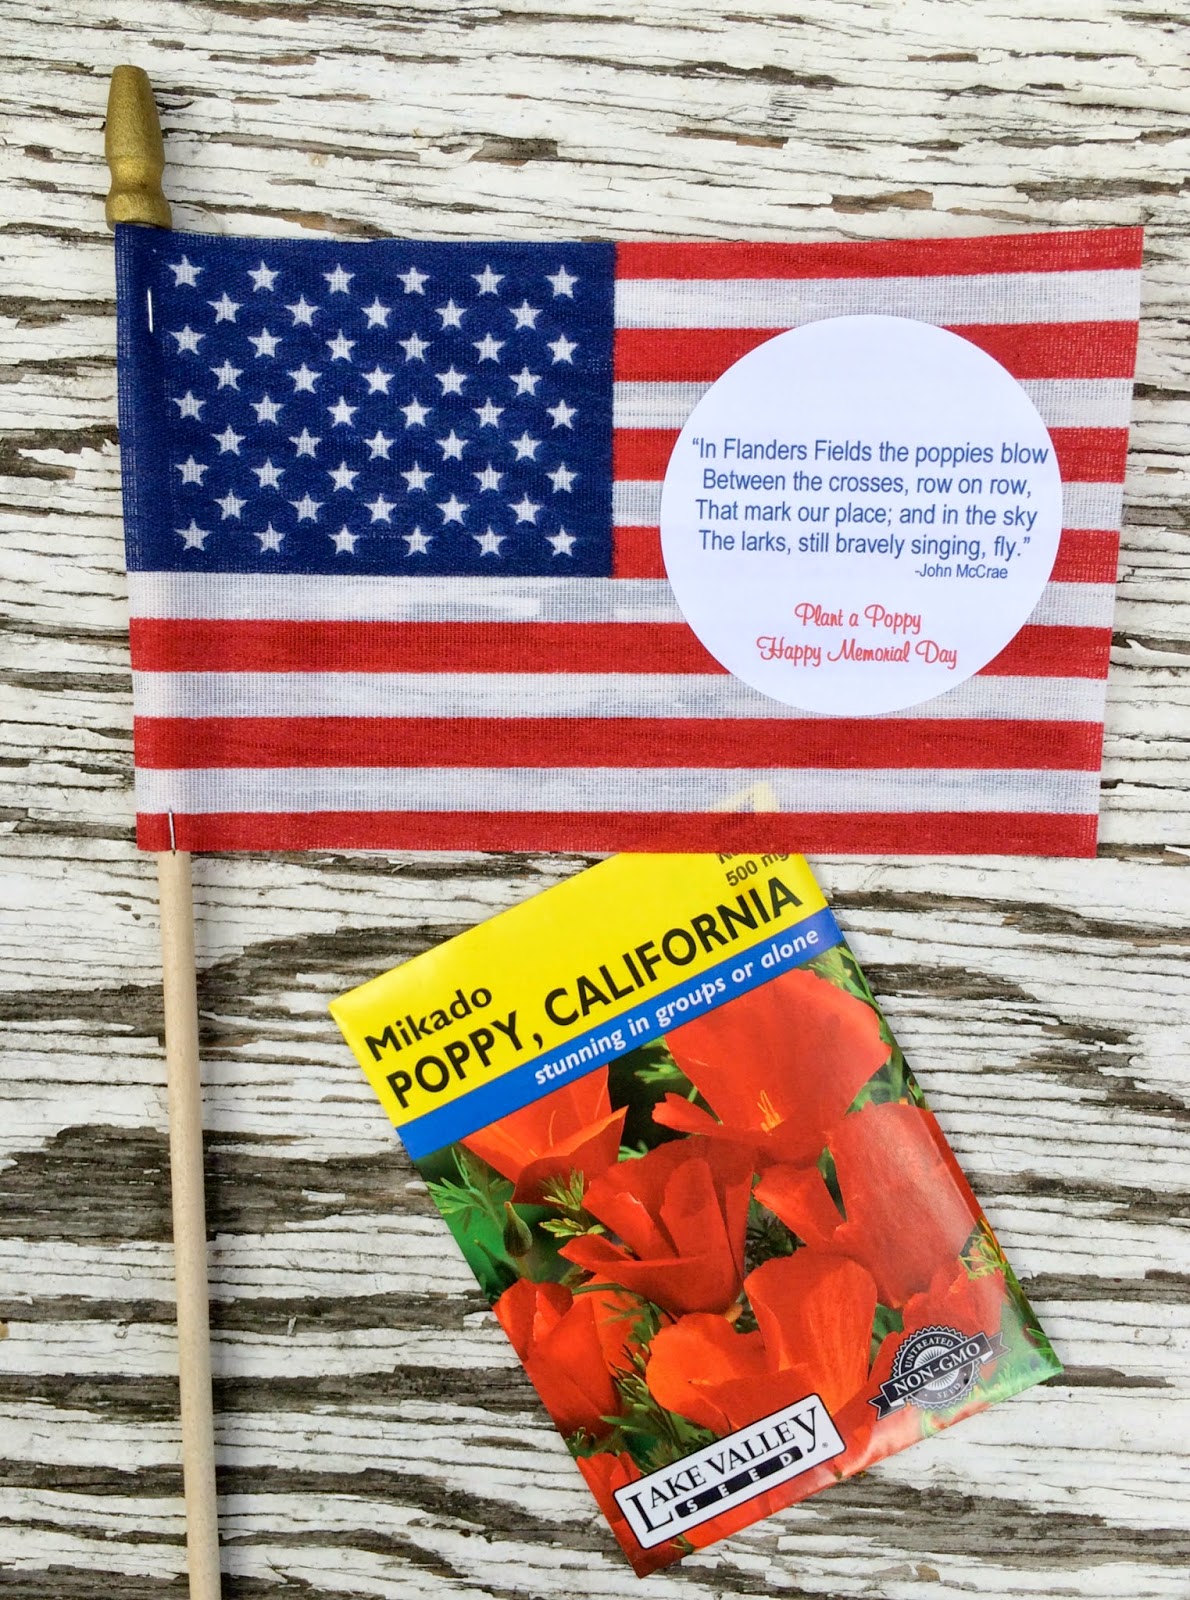 “In Flanders Fields the poppies blow
Between the crosses, row on row,
That mark our place; and in the sky
The larks, still bravely singing, fly.”
-John McCrae
Plant a Poppy
Happy Memorial Day
500 mg
Mikado
POPPY, CALIFORNIA
stunning in groups or alone
UNTREATED
NON-GMO
SEED
LAKE VALLEY
SEED